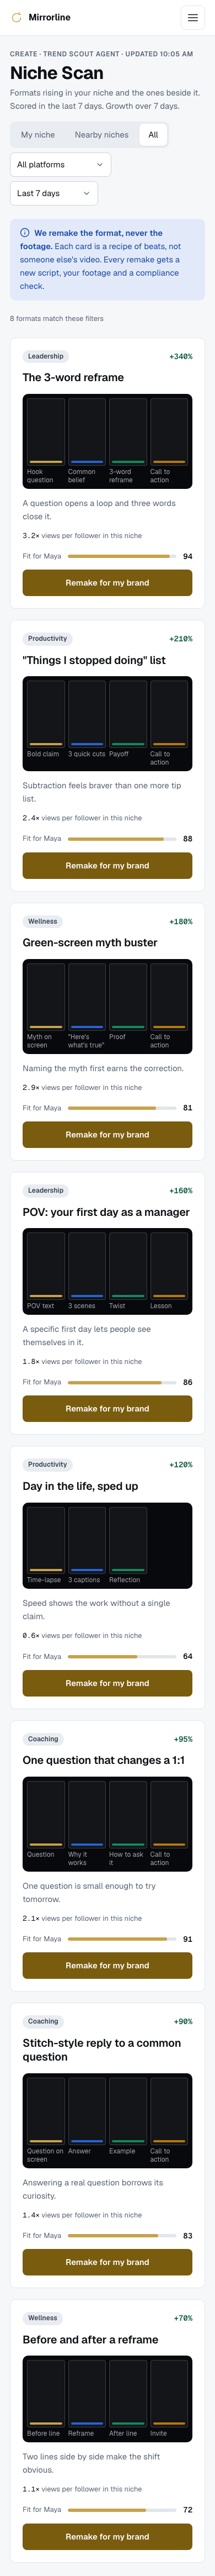 Mirrorline
CREATE · TREND SCOUT AGENT · UPDATED 10:05 AM
Niche Scan
Formats rising in your niche and the ones beside it.
Scored in the last 7 days. Growth over 7 days.
My niche
Nearby niches
All
All platforms
Last 7 days
We remake the format, never the
footage. Each card is a recipe of beats, not
someone else's video. Every remake gets a
new script, your footage and a compliance
check.
8 formats match these filters
Leadership
+340%
The 3-word reframe
Hook
question
Common
belief
3-word
reframe
Call to
action
A question opens a loop and three words
close it.
3.2× views per follower in this niche
Fit for Maya
94
Remake for my brand
Productivity
+210%
"Things I stopped doing" list
Bold claim
3 quick cuts
Payoff
Call to
action
Subtraction feels braver than one more tip
list.
2.4× views per follower in this niche
Fit for Maya
88
Remake for my brand
Wellness
+180%
Green-screen myth buster
Myth on
screen
"Here's
what's true"
Proof
Call to
action
Naming the myth first earns the correction.
2.9× views per follower in this niche
Fit for Maya
81
Remake for my brand
Leadership
+160%
POV: your first day as a manager
POV text
3 scenes
Twist
Lesson
A specific first day lets people see
themselves in it.
1.8× views per follower in this niche
Fit for Maya
86
Remake for my brand
Productivity
+120%
Day in the life, sped up
Time-lapse
3 captions
Reflection
Speed shows the work without a single
claim.
0.6× views per follower in this niche
Fit for Maya
64
Remake for my brand
Coaching
+95%
One question that changes a 1:1
Question
Why it
works
How to ask
it
Call to
action
One question is small enough to try
tomorrow.
2.1× views per follower in this niche
Fit for Maya
91
Remake for my brand
Coaching
+90%
Stitch-style reply to a common
question
Question on
screen
Answer
Example
Call to
action
Answering a real question borrows its
curiosity.
1.4× views per follower in this niche
Fit for Maya
83
Remake for my brand
Wellness
+70%
Before and after a reframe
Before line
Reframe
After line
Invite
Two lines side by side make the shift
obvious.
1.1× views per follower in this niche
Fit for Maya
72
Remake for my brand